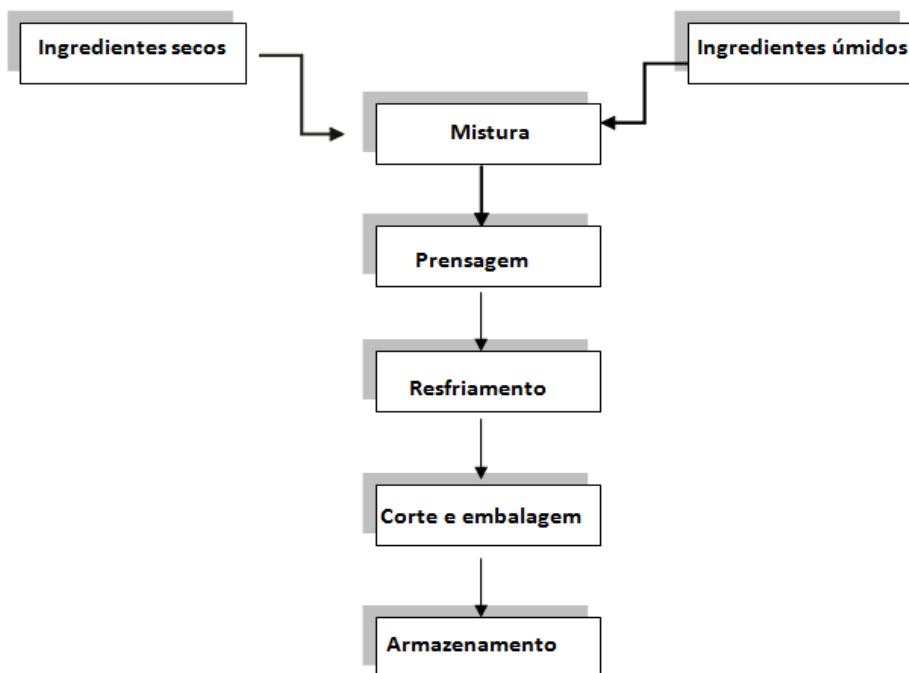 Ingredientes secos
Ingredientes úmidos
Mistura
Prensagem
Resfriamento
Corte e embalagem
Armazenamento